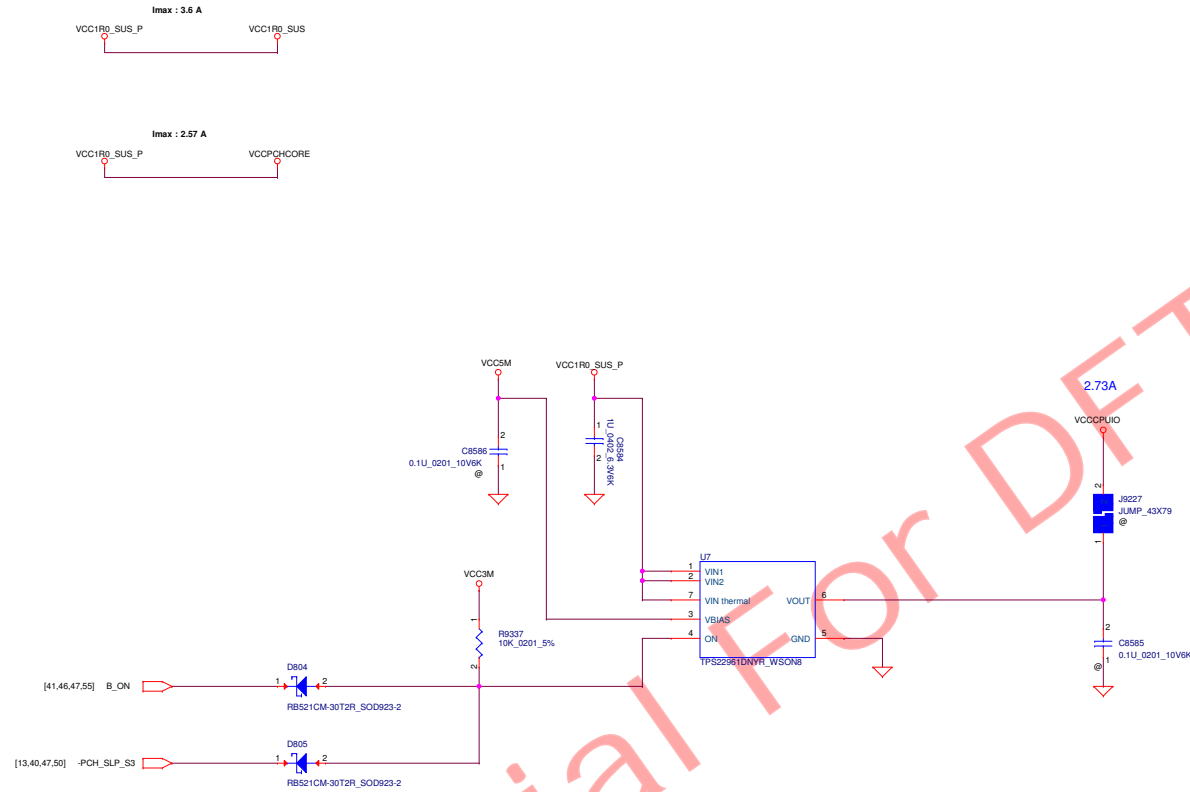 Imax : 3.6 A
VCC1R0_SUS_P VCC1R0_SUS
Imax : 2.57 A
VCC1R0_SUS_P VCCPCHCORE
VCC5M
VCC1R0_SUS_P
2.73A
VCCCPUIO
2
C8586
0.1U_0201_10V6K
@
1
1
C8584
1U_0402_6.3V6K
2
2
J9227
JUMP_43X79
@
1
U7
1 VIN1
2 VIN2
7 VIN thermal
VOUT 6
3 VBIAS
4 ON
GND 5
TPS22961DNYR_WSON8
VCC3M
1
R9337
10K_0201_5%
2
2
C8585
0.1U_0201_10V6K
@ 1
D804
[41,46,47,55] B_ON 1 2
RB521CM-30T2R_SOD923-2
D805
[13,40,47,50] -PCH_SLP_S3 1 2
RB521CM-30T2R_SOD923-2
ial For DFT